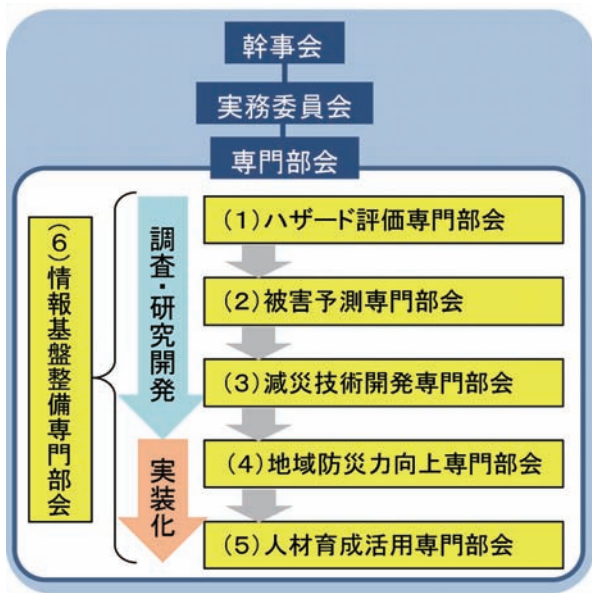 幹事会
実務委員会
専門部会
(6)情報基盤整備専門部会
調査・研究開発
実装化
(1)ハザード評価専門部会
(2)被害予測専門部会
(3)減災技術開発専門部会
(4)地域防災力向上専門部会
(5)人材育成活用専門部会